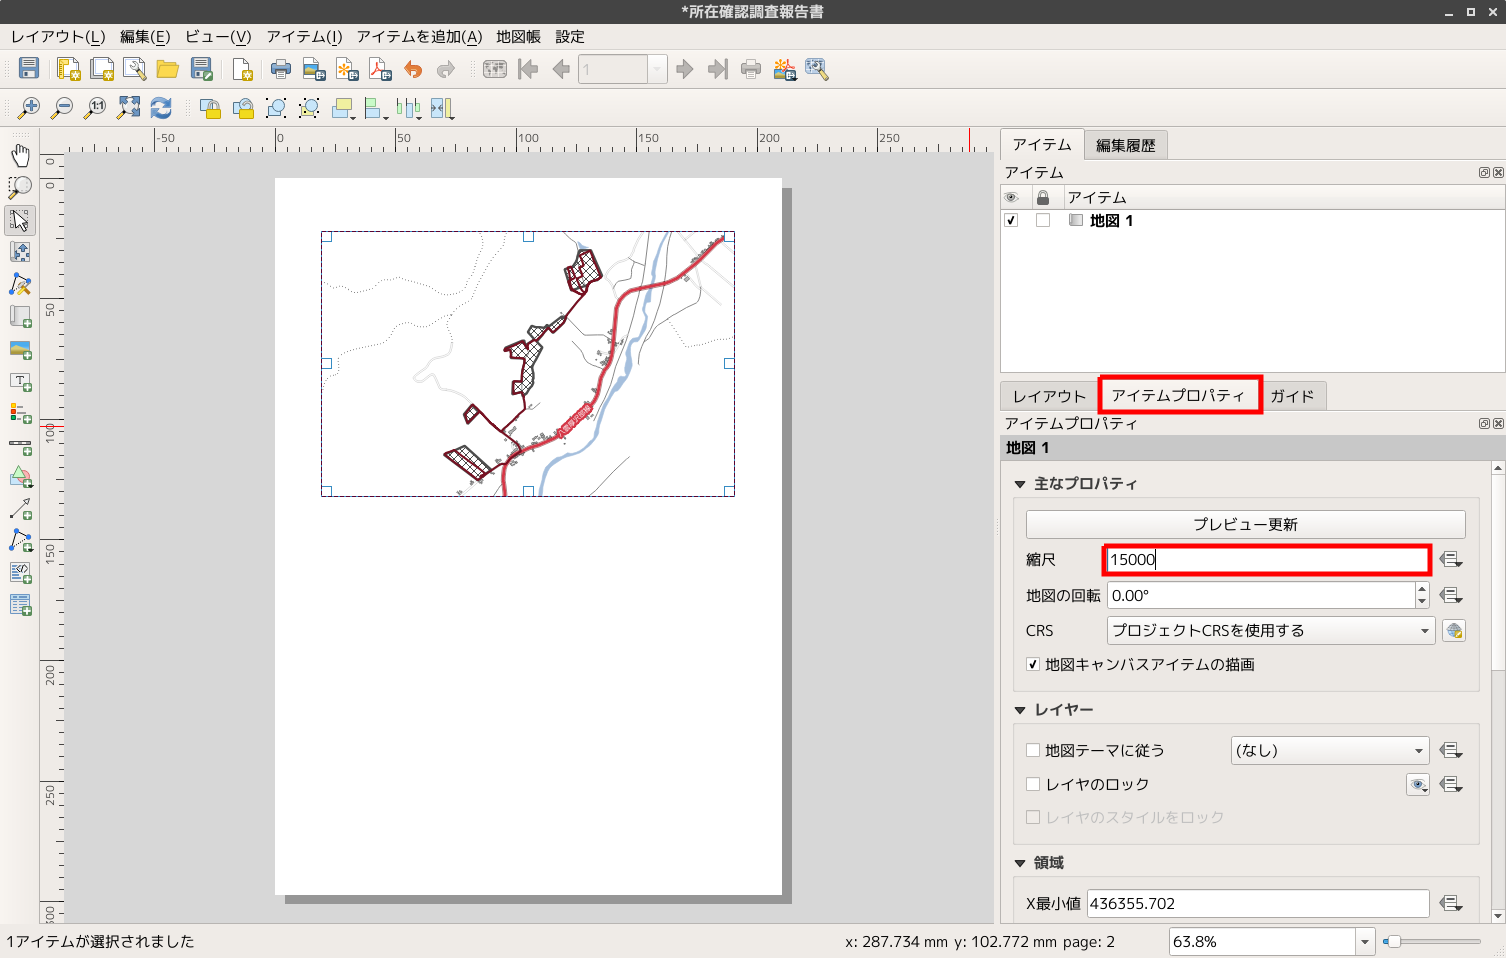 *所在確認調査報告書
レイアウト(L) 編集(E) ビュー(V) アイテム(I) アイテムを追加(A) 地図帳 設定
1
1:1
-50 0 50 100 150 200 250
0
0
50
100
150
200
250
300
アイテム 編集履歴
アイテム
アイテム
地図 1
レイアウト アイテムプロパティ ガイド
アイテムプロパティ
地図 1
主なプロパティ
プレビュー更新
縮尺 15000
地図の回転 0.00°
CRS プロジェクトCRSを使用する
地図キャンバスアイテムの描画
レイヤー
地図テーマに従う (なし)
レイヤのロック
レイヤのスタイルをロック
領域
X最小値 436355.702
1アイテムが選択されました
x: 287.734 mm y: 102.772 mm page: 2
63.8%